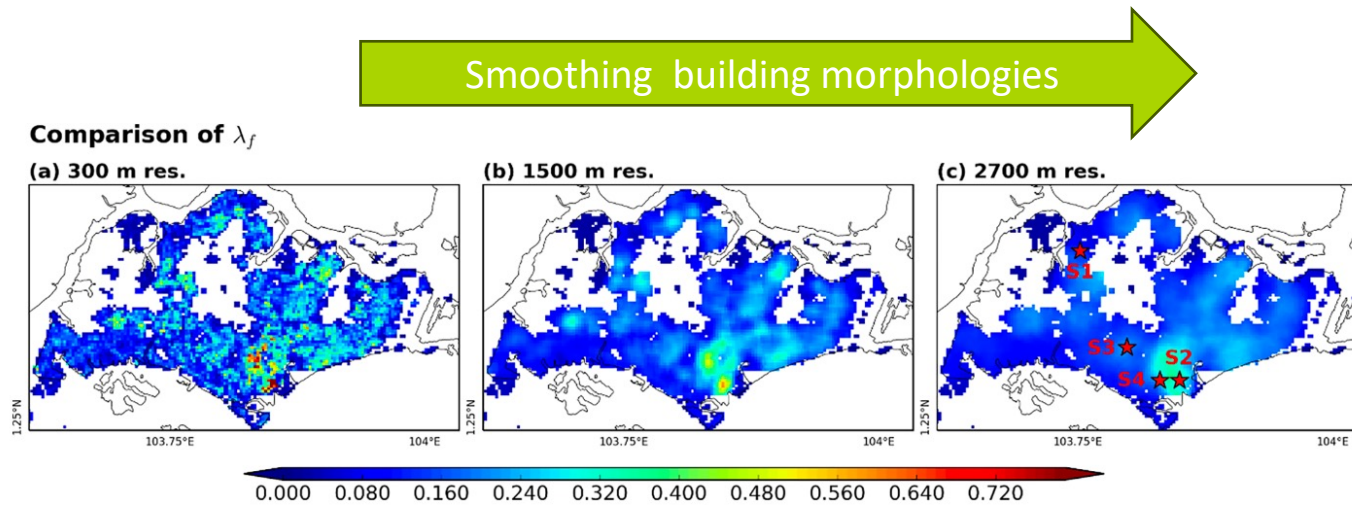 Smoothing building morphologies
Comparison of λf
(a) 300 m res.
(b) 1500 m res.
(c) 2700 m res.
S1
S3
S2
S4
1.25°N
103.75°E
104°E
1.25°N
103.75°E
104°E
1.25°N
103.75°E
104°E
0.000 0.080 0.160 0.240 0.320 0.400 0.480 0.560 0.640 0.720